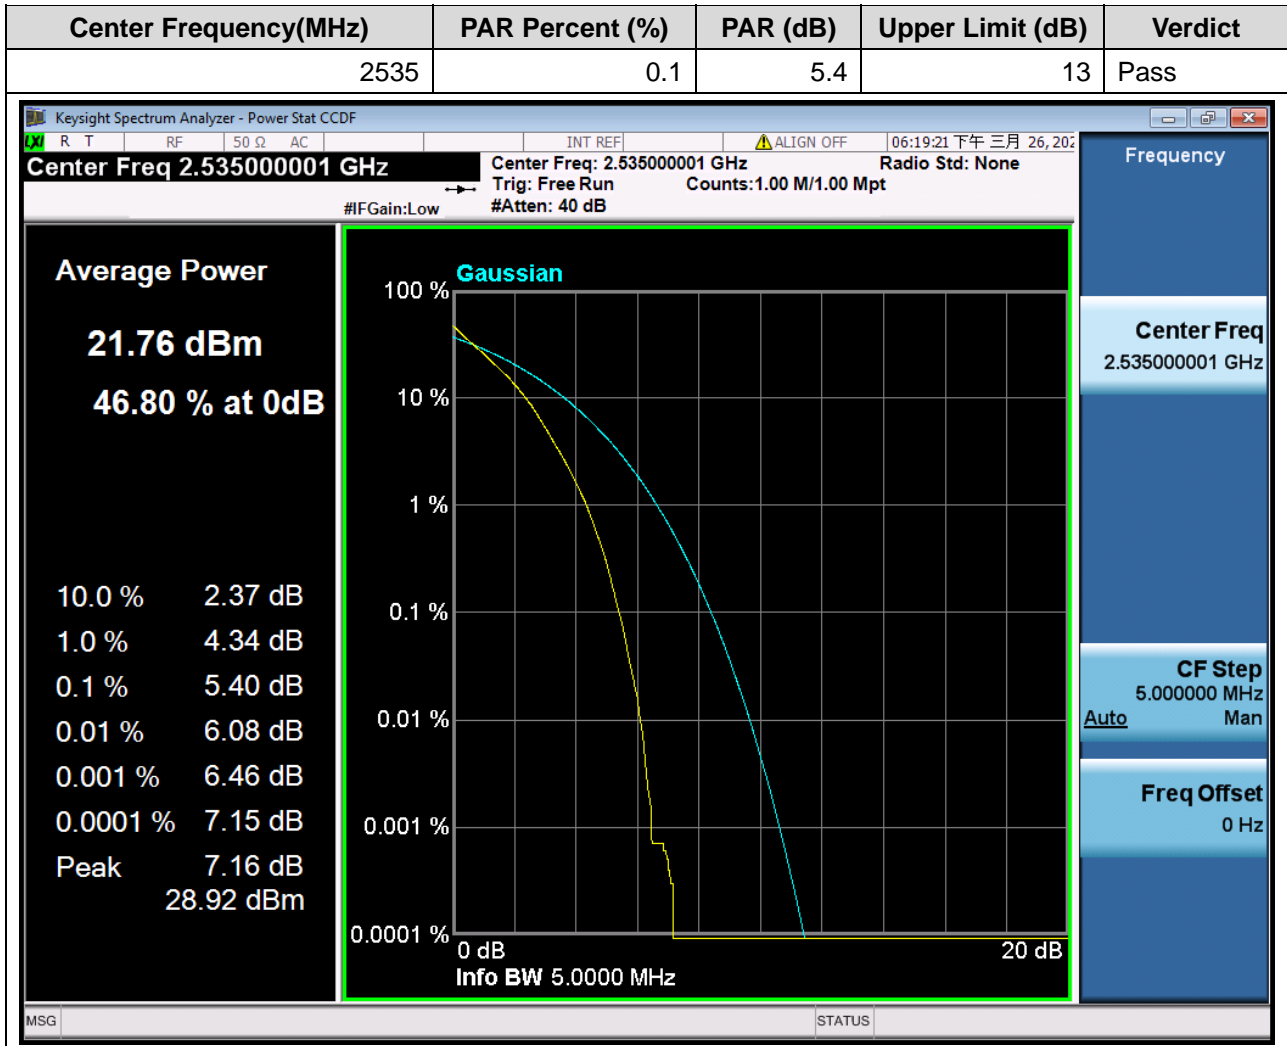 Center Frequency(MHz) PAR Percent (%) PAR (dB) Upper Limit (dB) Verdict
2535 0.1 5.4 13 Pass
Keysight Spectrum Analyzer - Power Stat CCDF
LXI R T RF 50 Ω AC INT REF ALIGN OFF 06:19:21 下午 三月 26, 202
Center Freq 2.535000001 GHz
Center Freq: 2.535000001 GHz Radio Std: None
Trig: Free Run Counts:1.00 M/1.00 Mpt
#IFGain:Low #Atten: 40 dB
Average Power
21.76 dBm
46.80 % at 0dB
10.0 % 2.37 dB
1.0 % 4.34 dB
0.1 % 5.40 dB
0.01 % 6.08 dB
0.001 % 6.46 dB
0.0001 % 7.15 dB
Peak 7.16 dB
28.92 dBm
Gaussian
100 %
10 %
1 %
0.1 %
0.01 %
0.001 %
0.0001 %
0 dB 20 dB
Info BW 5.0000 MHz
Frequency
Center Freq
2.535000001 GHz
CF Step
5.000000 MHz
Auto Man
Freq Offset
0 Hz
MSG STATUS